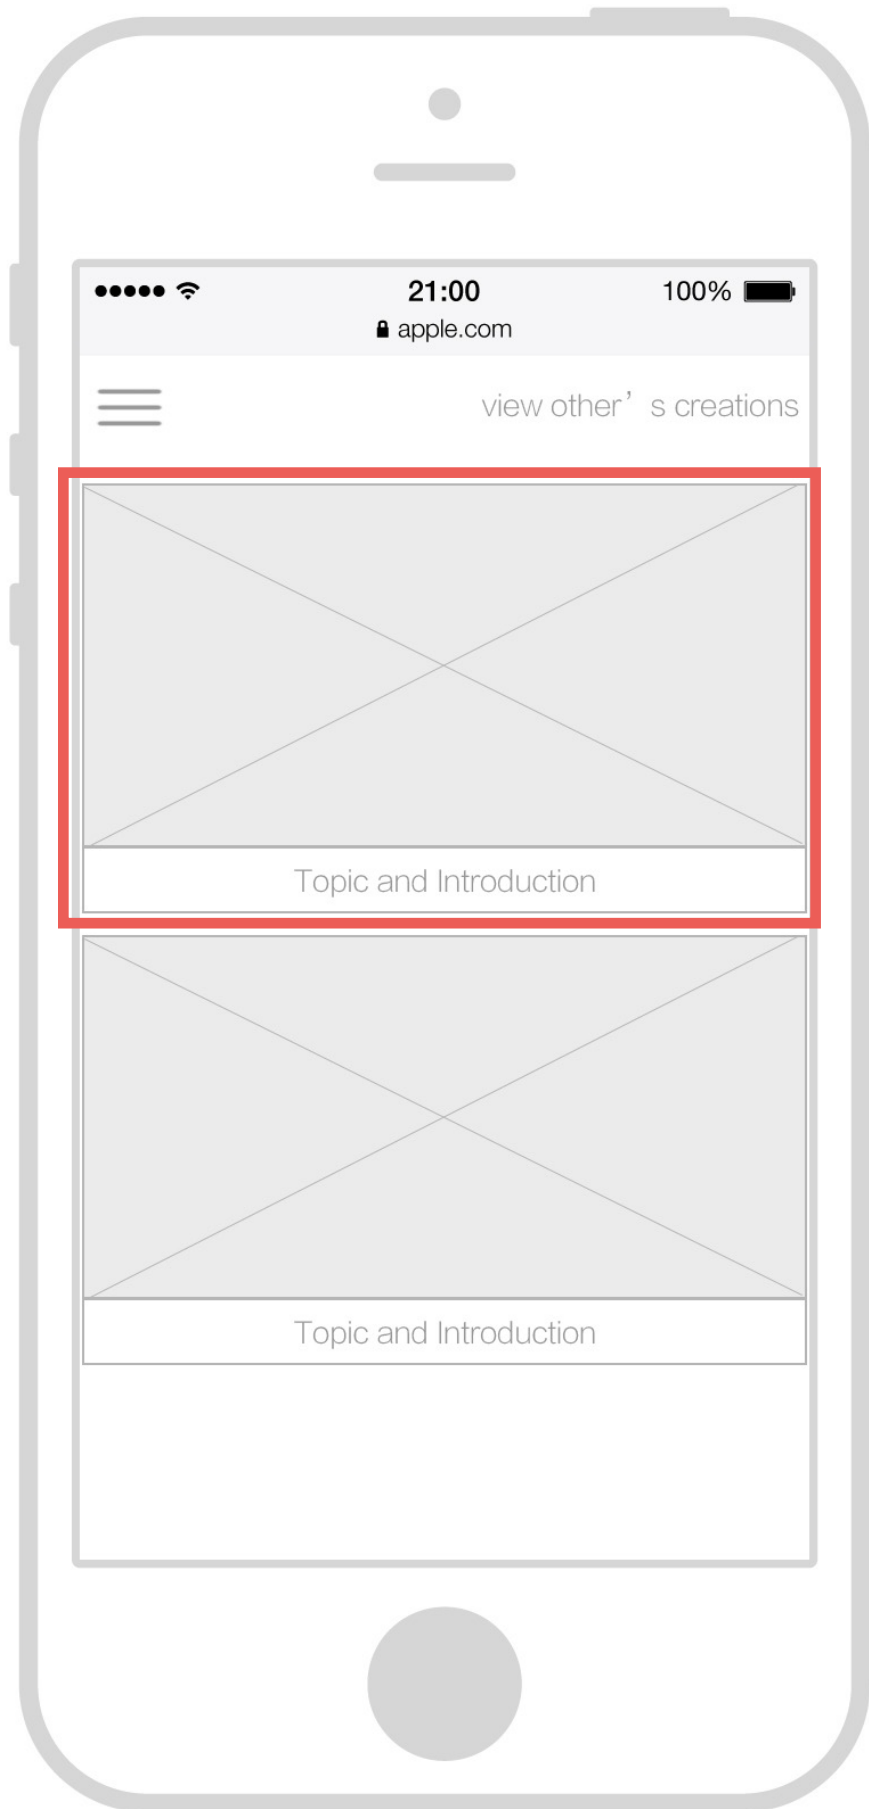 21:00
100%
apple.com
view other’s creations
Topic and Introduction
Topic and Introduction